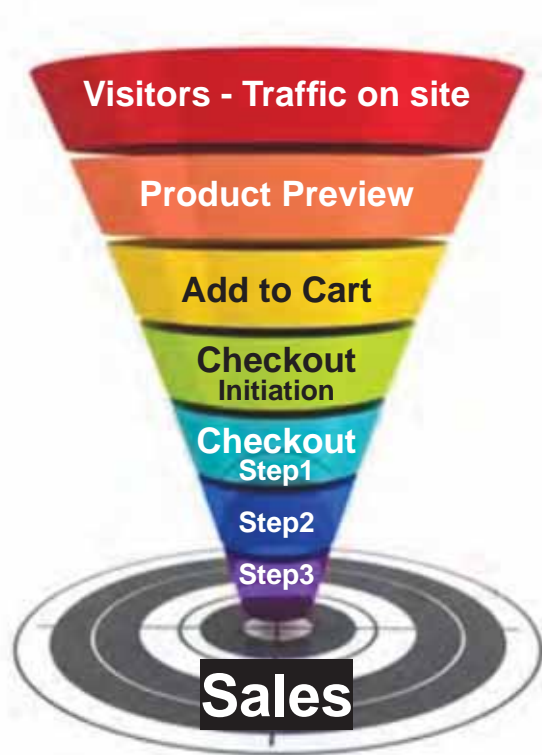 Visitors - Traffic on site
Product Preview
Add to Cart
Checkout
Initiation
Checkout
Step1
Step2
Step3
Sales